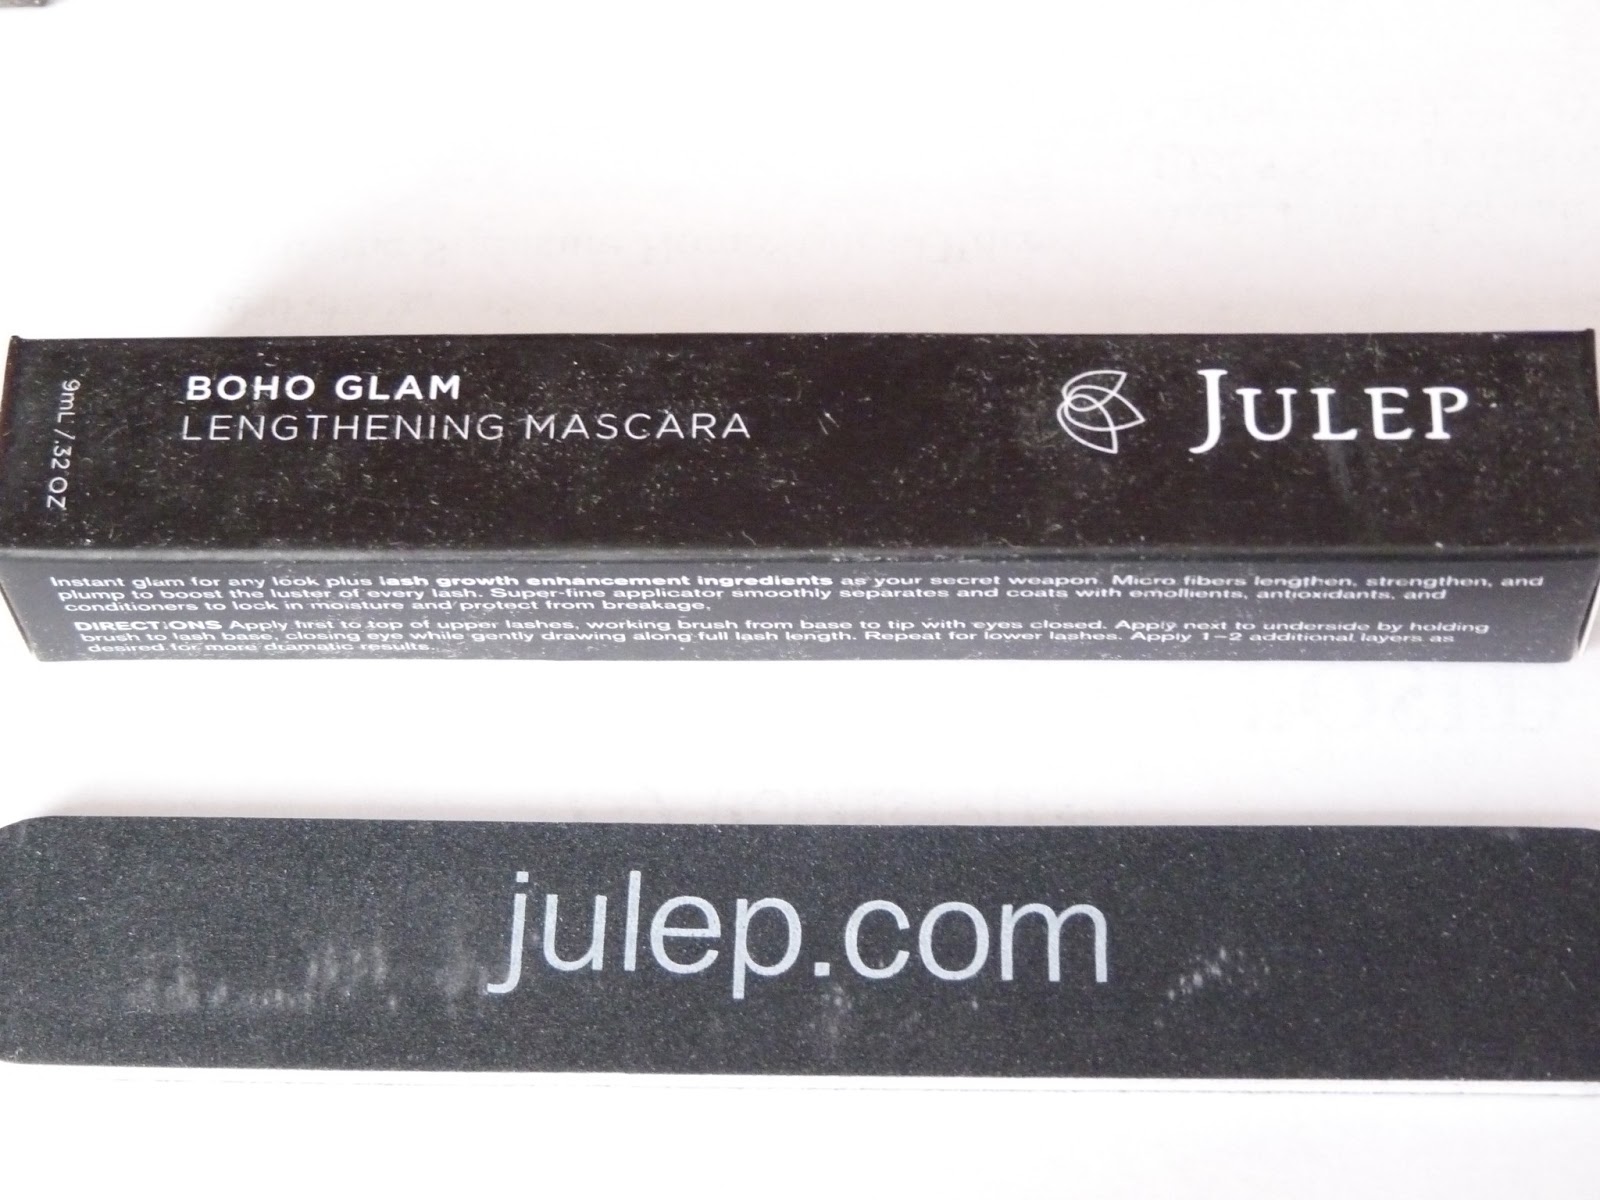 BOHO GLAM
LENGTHENING MASCARA
JULEP
9mL /.32 OZ
Instant glam for any look plus lash growth enhancement ingredients as your secret weapon. Micro fibers lengthen, strengthen, and
plump to boost the luster of every lash. Super-fine applicator smoothly separates and coats with emollients, antioxidants, and
conditioners to lock in moisture and protect from breakage.
DIRECTIONS Apply first to top of upper lashes, working brush from base to tip with eyes closed. Apply next to underside by holding
brush to lash base, closing eye while gently drawing along full lash length. Repeat for lower lashes. Apply 1-2 additional layers as
desired for more dramatic results.
julep.com